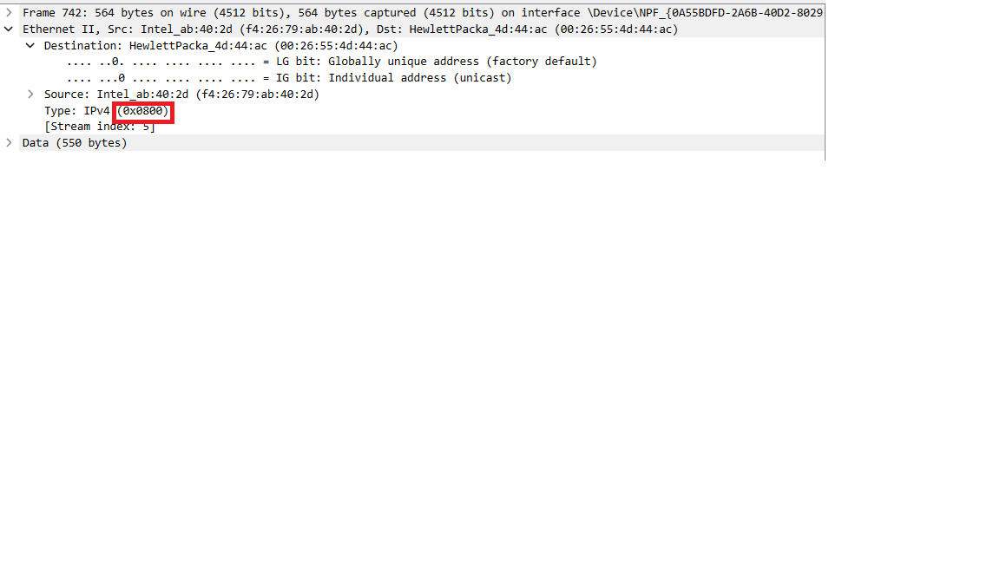 Frame 742: 564 bytes on wire (4512 bits), 564 bytes captured (4512 bits) on interface \Device\NPF_{0A55BDFD-2A6B-40D2-8029
Ethernet II, Src: Intel_ab:40:2d (f4:26:79:ab:40:2d), Dst: HewlettPacka_4d:44:ac (00:26:55:4d:44:ac)
Destination: HewlettPacka_4d:44:ac (00:26:55:4d:44:ac)
.... ..0. .... .... .... .... = LG bit: Globally unique address (factory default)
.... ...0 .... .... .... .... = IG bit: Individual address (unicast)
Source: Intel_ab:40:2d (f4:26:79:ab:40:2d)
Type: IPv4 (0x0800)
[Stream index: 5]
Data (550 bytes)